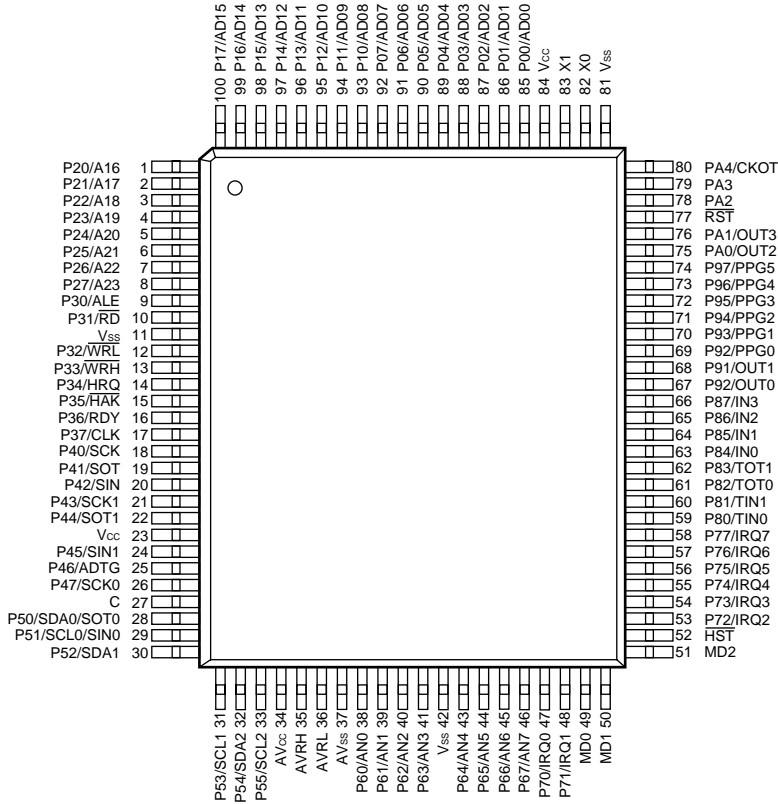 100 P17/AD15
99 P16/AD14
98 P15/AD13
97 P14/AD12
96 P13/AD11
95 P12/AD10
94 P11/AD09
93 P10/AD08
92 P07/AD07
91 P06/AD06
90 P05/AD05
89 P04/AD04
88 P03/AD03
87 P02/AD02
86 P01/AD01
85 P00/AD00
84 Vcc
83 X1
82 X0
81 Vss
P20/A16 1
P21/A17 2
P22/A18 3
P23/A19 4
P24/A20 5
P25/A21 6
P26/A22 7
P27/A23 8
P30/ALE 9
P31/RD 10
Vss 11
P32/WRL 12
P33/WRH 13
P34/HRQ 14
P35/HAK 15
P36/RDY 16
P37/CLK 17
P40/SCK 18
P41/SOT 19
P42/SIN 20
P43/SCK1 21
P44/SOT1 22
Vcc 23
P45/SIN1 24
P46/ADTG 25
P47/SCK0 26
C 27
P50/SDA0/SOT0 28
P51/SCL0/SIN0 29
P52/SDA1 30
80 PA4/CKOT
79 PA3
78 PA2
77 RST
76 PA1/OUT3
75 PA0/OUT2
74 P97/PPG5
73 P96/PPG4
72 P95/PPG3
71 P94/PPG2
70 P93/PPG1
69 P92/PPG0
68 P91/OUT1
67 P92/OUT0
66 P87/IN3
65 P86/IN2
64 P85/IN1
63 P84/IN0
62 P83/TOT1
61 P82/TOT0
60 P81/TIN1
59 P80/TIN0
58 P77/IRQ7
57 P76/IRQ6
56 P75/IRQ5
55 P74/IRQ4
54 P73/IRQ3
53 P72/IRQ2
52 HST
51 MD2
P53/SCL1 31
P54/SDA2 32
P55/SCL2 33
AVcc 34
AVRH 35
AVRL 36
AVss 37
P60/AN0 38
P61/AN1 39
P62/AN2 40
P63/AN3 41
Vss 42
P64/AN4 43
P65/AN5 44
P66/AN6 45
P67/AN7 46
P70/IRQ0 47
P71/IRQ1 48
MD0 49
MD1 50